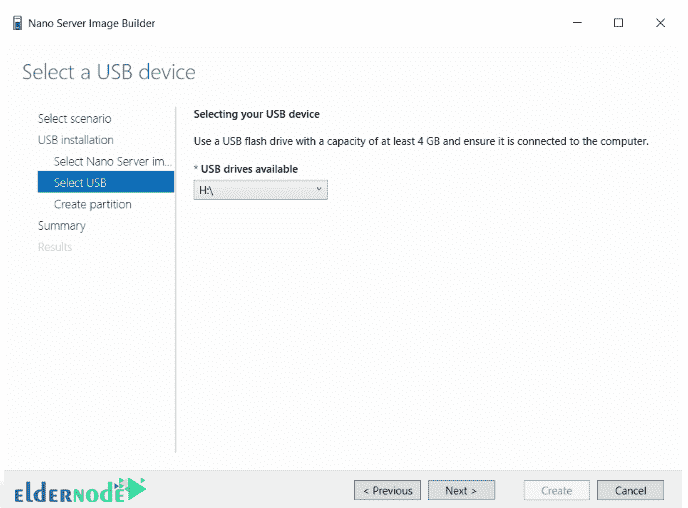 Nano Server Image Builder
Select a USB device
Select scenario
USB installation
Select Nano Server im...
Select USB
Create partition
Summary
Results
Selecting your USB device
Use a USB flash drive with a capacity of at least 4 GB and ensure it is connected to the computer.
* USB drives available
H:\
eldernode
< Previous
Next >
Create
Cancel